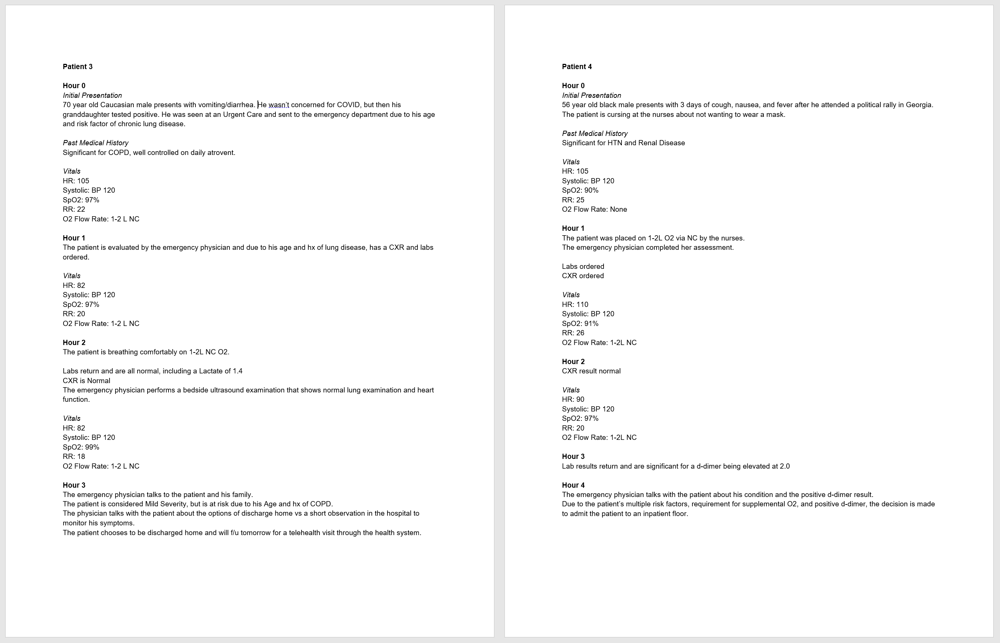 Patient 3
Hour 0
Initial Presentation
70 year old Caucasian male presents with vomiting/diarrhea. He wasn't concerned for COVID, but then his
granddaughter tested positive. He was seen at an Urgent Care and sent to the emergency department due to his age
and risk factor of chronic lung disease.
Past Medical History
Significant for COPD, well controlled on daily atrovent.
Vitals
HR: 105
Systolic: BP 120
SpO2: 97%
RR: 22
O2 Flow Rate: 1-2 L NC
Hour 1
The patient is evaluated by the emergency physician and due to his age and hx of lung disease, has a CXR and labs
ordered.
Vitals
HR: 82
Systolic: BP 120
SpO2: 97%
RR: 20
O2 Flow Rate: 1-2 L NC
Hour 2
The patient is breathing comfortably on 1-2L NC O2.
Labs return and are all normal, including a Lactate of 1.4
CXR is Normal
The emergency physician performs a bedside ultrasound examination that shows normal lung examination and heart
function.
Vitals
HR: 82
Systolic: BP 120
SpO2: 99%
RR: 18
O2 Flow Rate: 1-2 L NC
Hour 3
The emergency physician talks to the patient and his family.
The patient is considered Mild Severity, but is at risk due to his Age and hx of COPD.
The physician talks with the patient about the options of discharge home vs a short observation in the hospital to
monitor his symptoms.
The patient chooses to be discharged home and will f/u tomorrow for a telehealth visit through the health system.
Patient 4
Hour 0
Initial Presentation
56 year old black male presents with 3 days of cough, nausea, and fever after he attended a political rally in Georgia.
The patient is cursing at the nurses about not wanting to wear a mask.
Past Medical History
Significant for HTN and Renal Disease
Vitals
HR: 105
Systolic: BP 120
SpO2: 90%
RR: 25
O2 Flow Rate: None
Hour 1
The patient was placed on 1-2L O2 via NC by the nurses.
The emergency physician completed her assessment.
Labs ordered
CXR ordered
Vitals
HR: 110
Systolic: BP 120
SpO2: 91%
RR: 26
O2 Flow Rate: 1-2L NC
Hour 2
CXR result normal
Vitals
HR: 90
Systolic: BP 120
SpO2: 97%
RR: 20
O2 Flow Rate: 1-2L NC
Hour 3
Lab results return and are significant for a d-dimer being elevated at 2.0
Hour 4
The emergency physician talks with the patient about his condition and the positive d-dimer result.
Due to the patient's multiple risk factors, requirement for supplemental O2, and positive d-dimer, the decision is made
to admit the patient to an inpatient floor.